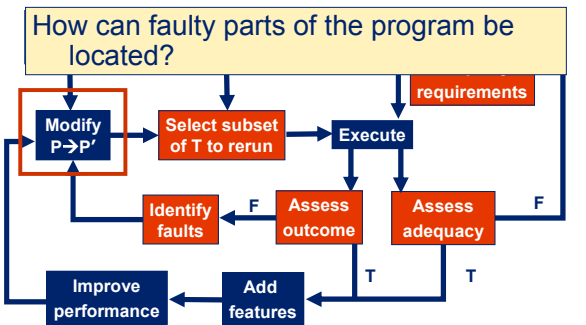 How can faulty parts of the program be
located?
requirements
Modify
P→P′
Select subset
of T to rerun
Execute
Identify
faults
F
Assess
outcome
Assess
adequacy
F
T
T
Improve
performance
Add
features